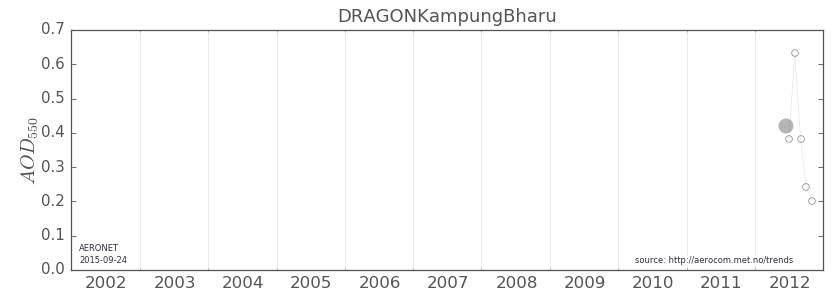 DRAGONKampungBharu
0.7
0.6
0.5
0.4
0.3
0.2
0.1
0.0
AOD550
AERONET
2015-09-24
source: http://aerocom.met.no/trends
2002 2003 2004 2005 2006 2007 2008 2009 2010 2011 2012